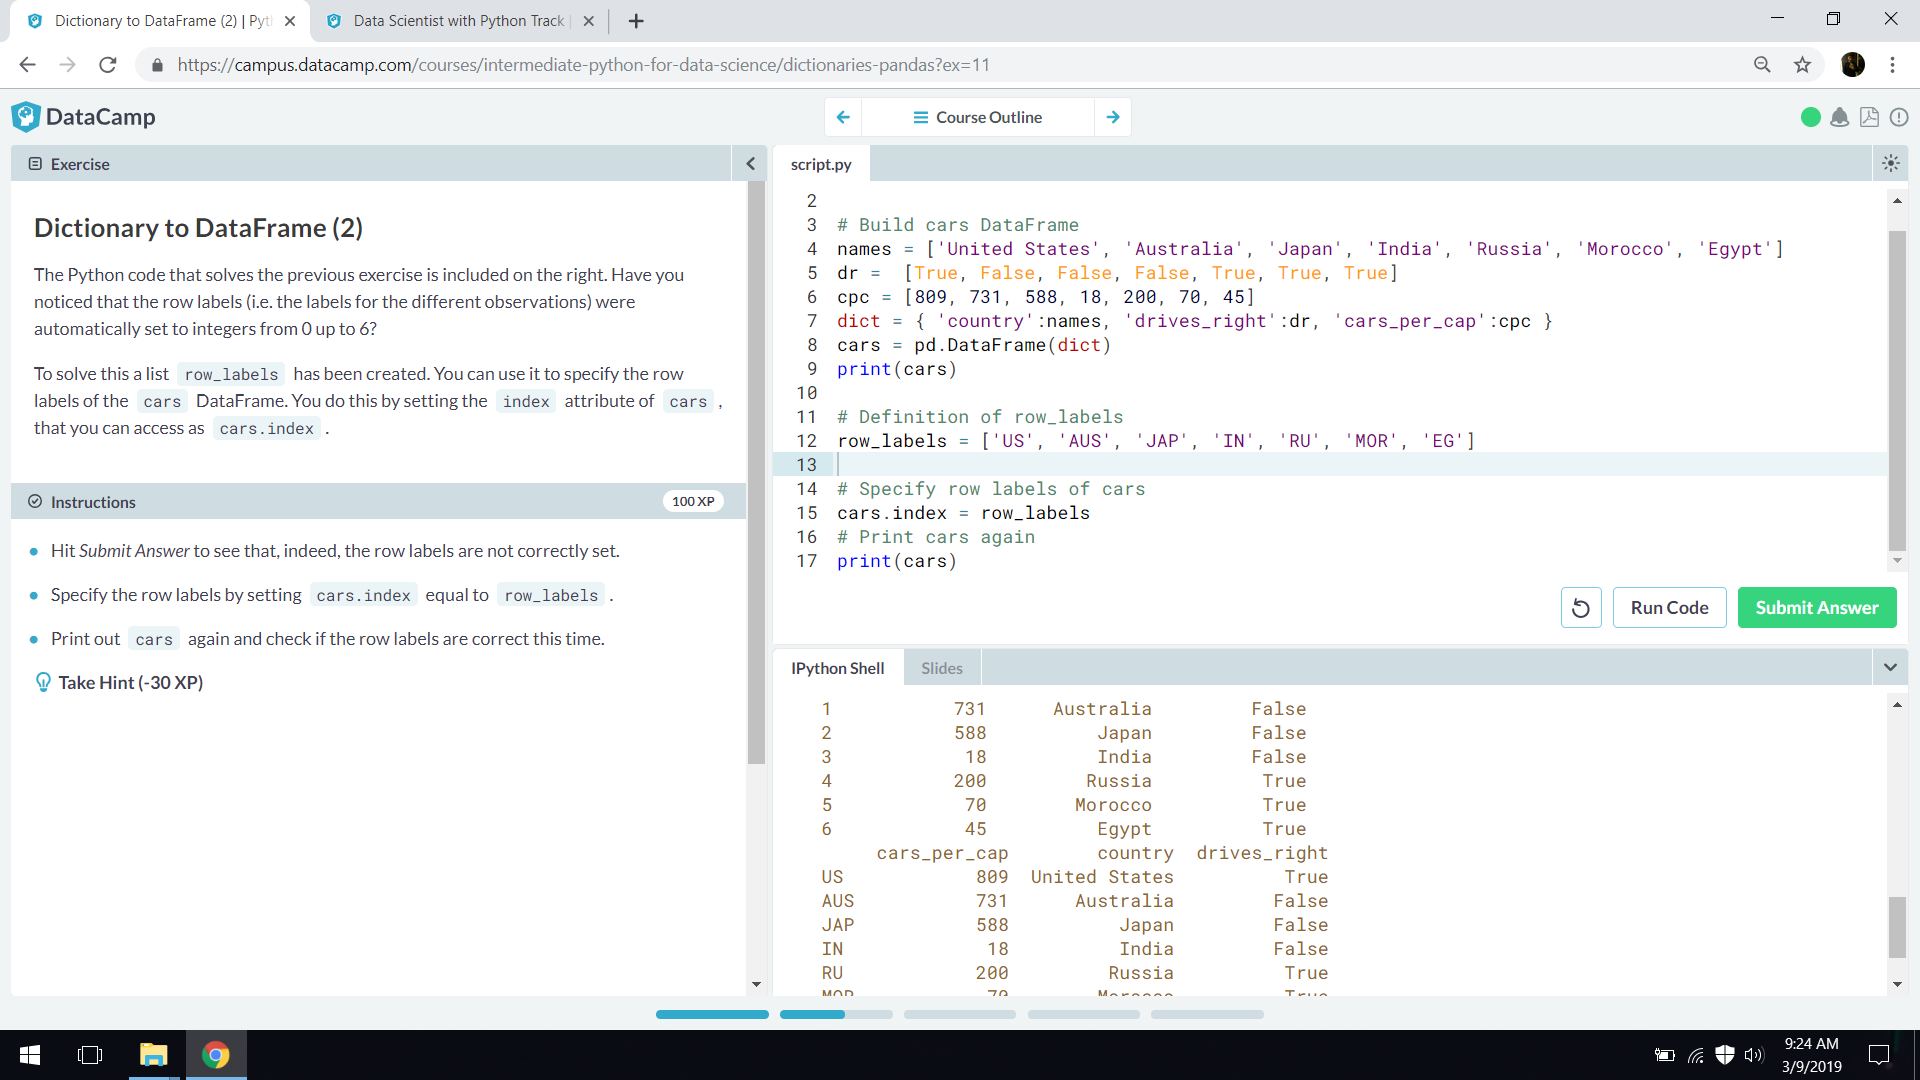 Dictionary to DataFrame (2) | Pyt
Data Scientist with Python Track
https://campus.datacamp.com/courses/intermediate-python-for-data-science/dictionaries-pandas?ex=11
DataCamp
Course Outline
Exercise
Dictionary to DataFrame (2)
The Python code that solves the previous exercise is included on the right. Have you
noticed that the row labels (i.e. the labels for the different observations) were
automatically set to integers from 0 up to 6?
To solve this a list row_labels has been created. You can use it to specify the row
labels of the cars DataFrame. You do this by setting the index attribute of cars ,
that you can access as cars.index .
Instructions
100 XP
Hit Submit Answer to see that, indeed, the row labels are not correctly set.
Specify the row labels by setting cars.index equal to row_labels .
Print out cars again and check if the row labels are correct this time.
Take Hint (-30 XP)
script.py
2
3 # Build cars DataFrame
4 names = ['United States', 'Australia', 'Japan', 'India', 'Russia', 'Morocco', 'Egypt']
5 dr =  [True, False, False, False, True, True, True]
6 cpc = [809, 731, 588, 18, 200, 70, 45]
7 dict = { 'country':names, 'drives_right':dr, 'cars_per_cap':cpc }
8 cars = pd.DataFrame(dict)
9 print(cars)
10
11 # Definition of row_labels
12 row_labels = ['US', 'AUS', 'JAP', 'IN', 'RU', 'MOR', 'EG']
13
14 # Specify row labels of cars
15 cars.index = row_labels
16 # Print cars again
17 print(cars)
Run Code
Submit Answer
IPython Shell
Slides
1 731 Australia False
2 588 Japan False
3 18 India False
4 200 Russia True
5 70 Morocco True
6 45 Egypt True
cars_per_cap country drives_right
US 809 United States True
AUS 731 Australia False
JAP 588 Japan False
IN 18 India False
RU 200 Russia True
MOR 70 Morocco True
9:24 AM
3/9/2019